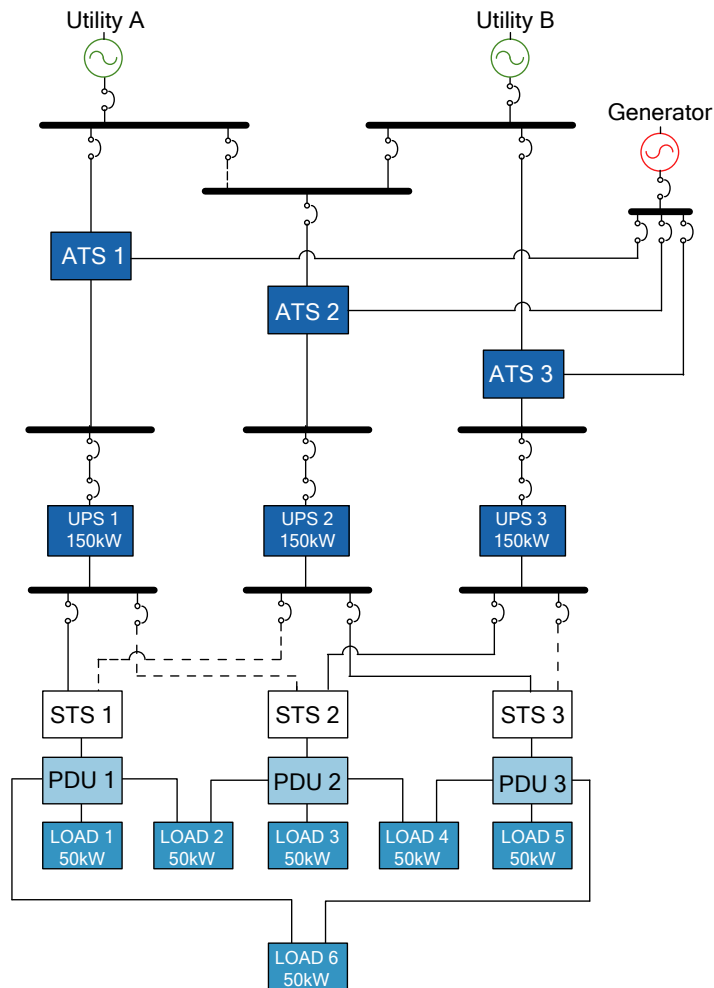 Utility A
Utility B
Generator
ATS 1
ATS 2
ATS 3
UPS 1
150kW
UPS 2
150kW
UPS 3
150kW
STS 1
STS 2
STS 3
PDU 1
PDU 2
PDU 3
LOAD 1
50kW
LOAD 2
50kW
LOAD 3
50kW
LOAD 4
50kW
LOAD 5
50kW
LOAD 6
50kW